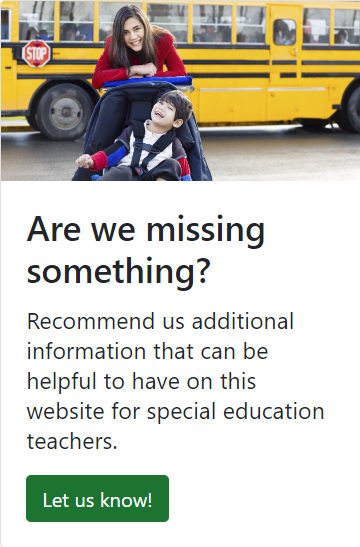 STOP
Are we missing
something?
Recommend us additional
information that can be
helpful to have on this
website for special education
teachers.
Let us know!